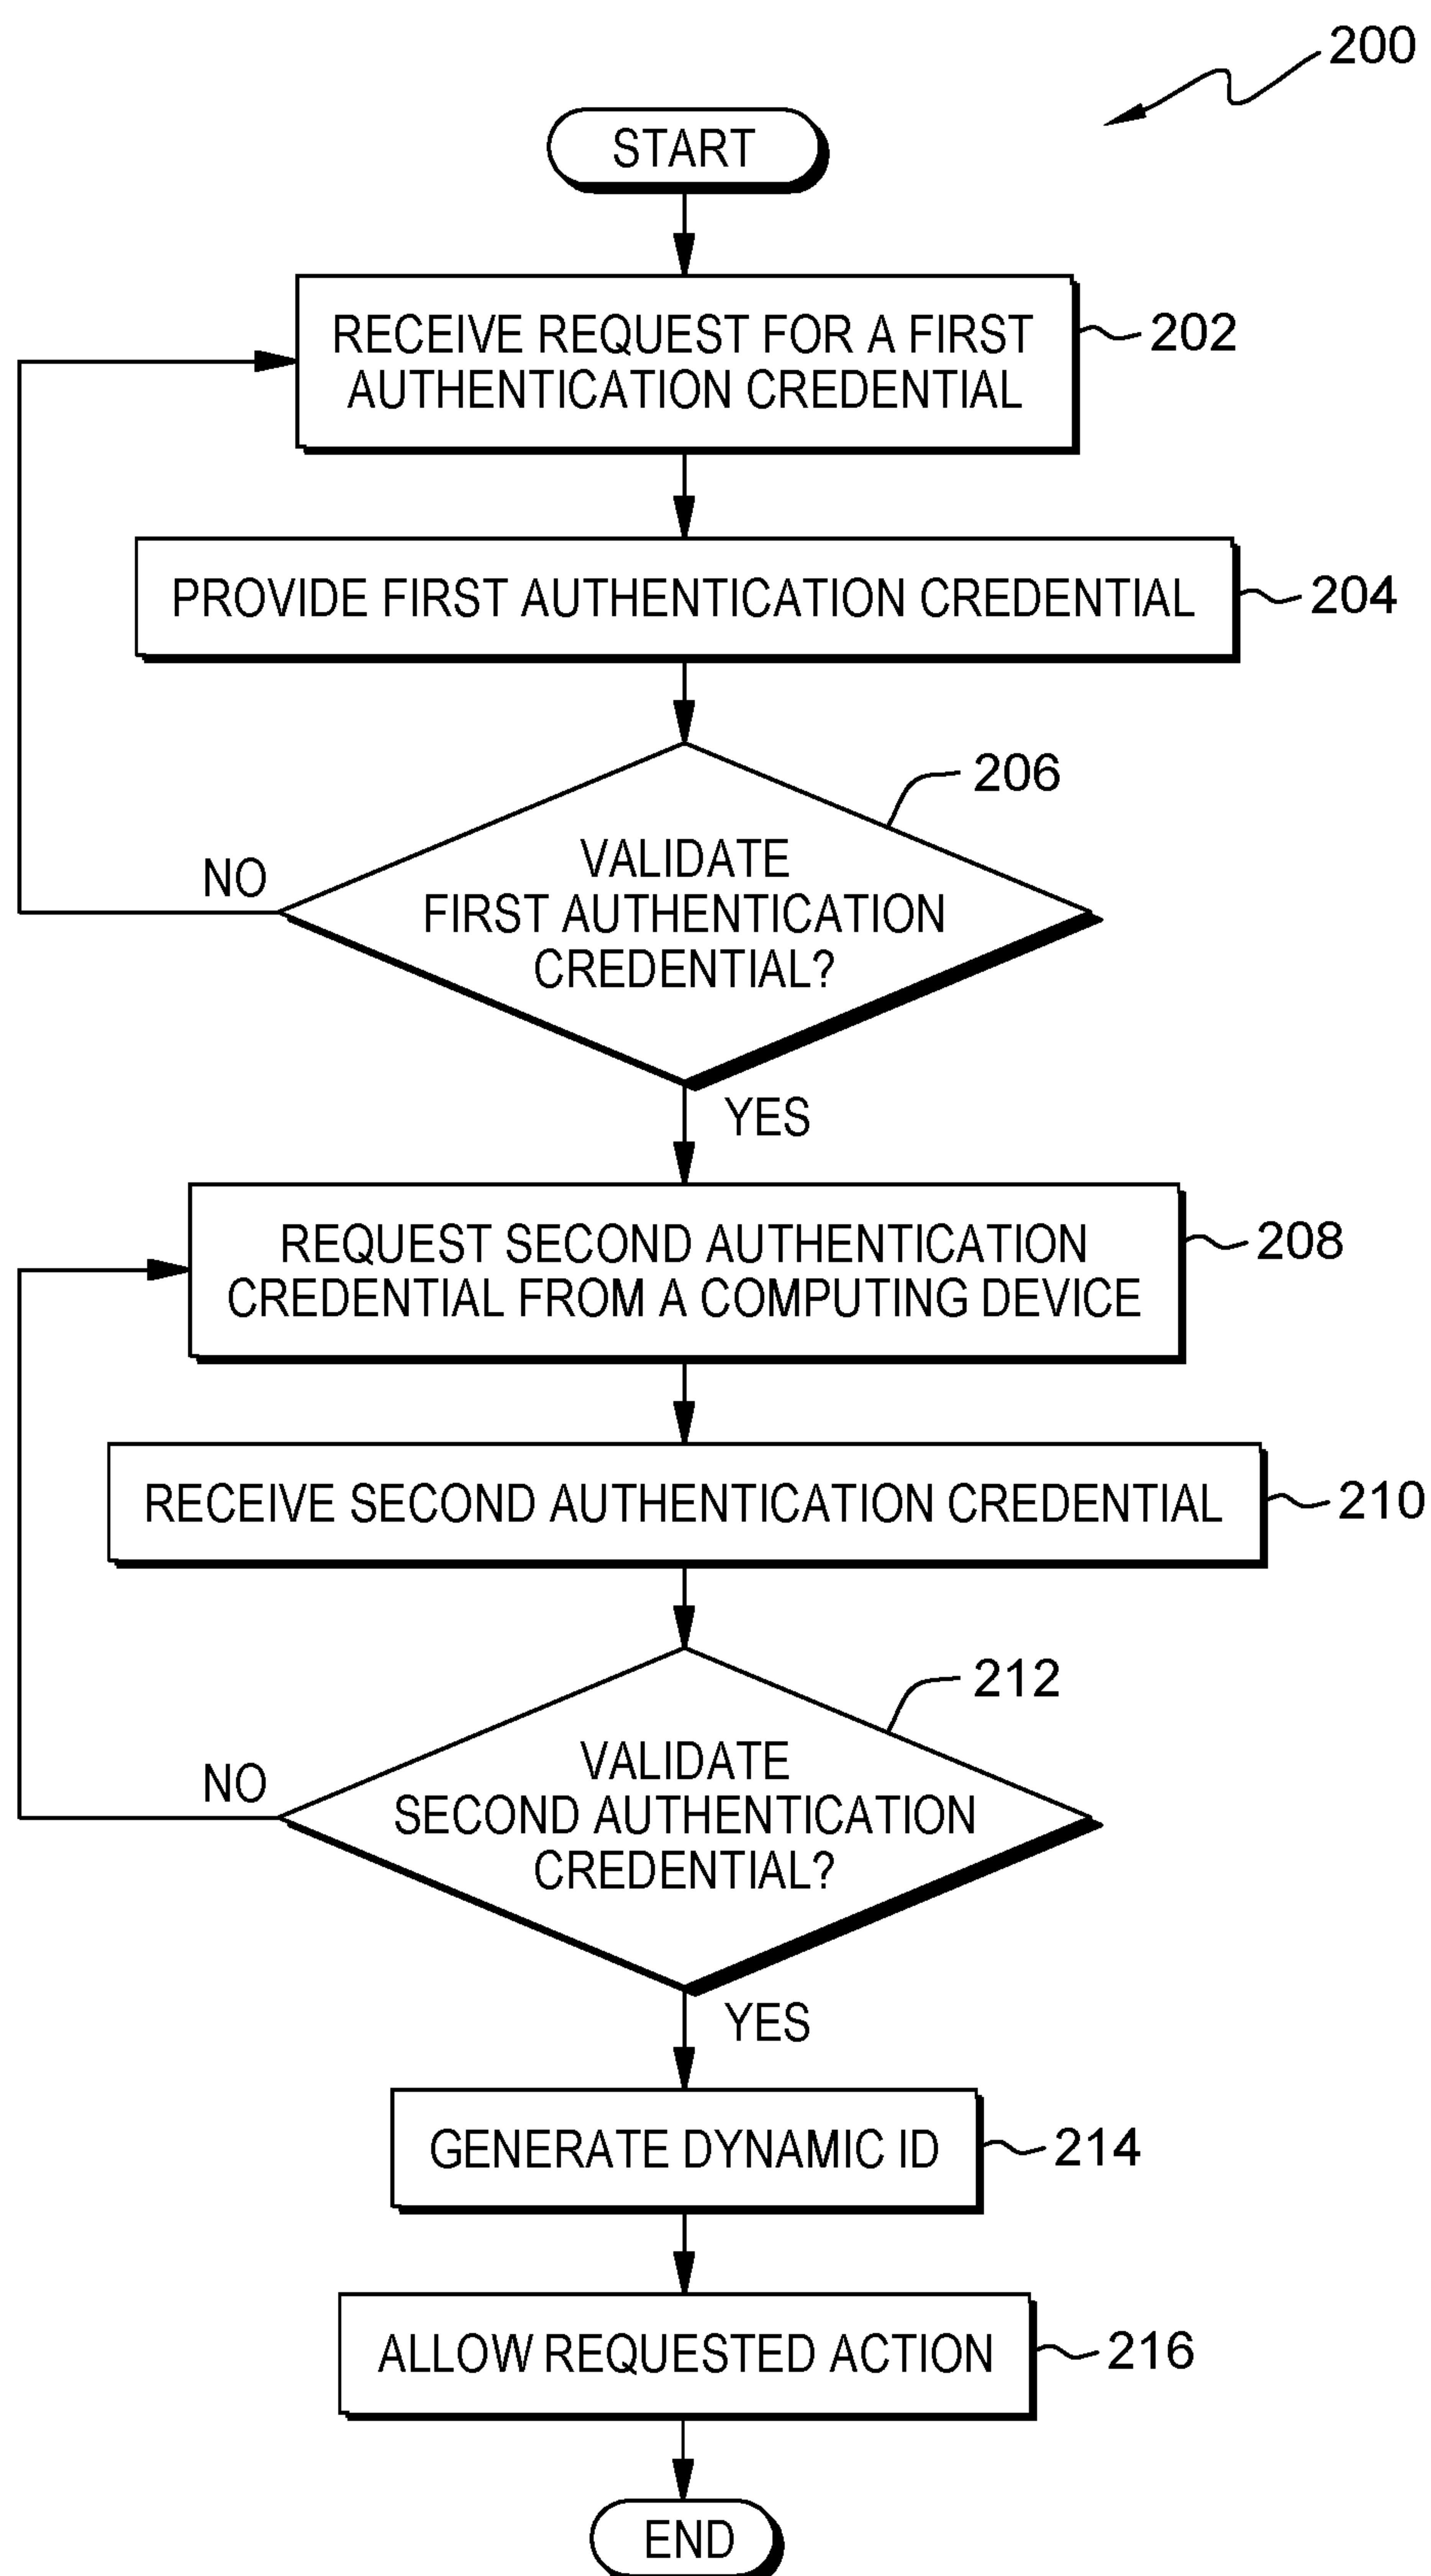 200
START
RECEIVE REQUEST FOR A FIRST
AUTHENTICATION CREDENTIAL
202
PROVIDE FIRST AUTHENTICATION CREDENTIAL
204
206
VALIDATE
FIRST AUTHENTICATION
CREDENTIAL?
NO
YES
REQUEST SECOND AUTHENTICATION
CREDENTIAL FROM A COMPUTING DEVICE
208
RECEIVE SECOND AUTHENTICATION CREDENTIAL
210
212
VALIDATE
SECOND AUTHENTICATION
CREDENTIAL?
NO
YES
GENERATE DYNAMIC ID
214
ALLOW REQUESTED ACTION
216
END